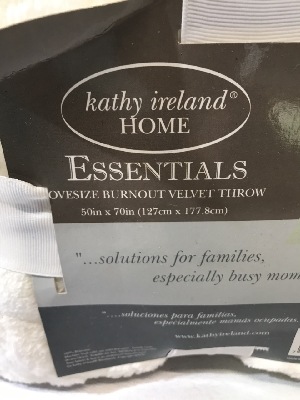 kathy ireland®
HOME
ESSENTIALS
OVESIZE BURNOUT VELVET THROW
50in x 70in (127cm x 177.8cm)
"...solutions for families,
especially busy mom
"....soluciones para familias,
especialmente mamás ocupadas.
www.kathyireland.com